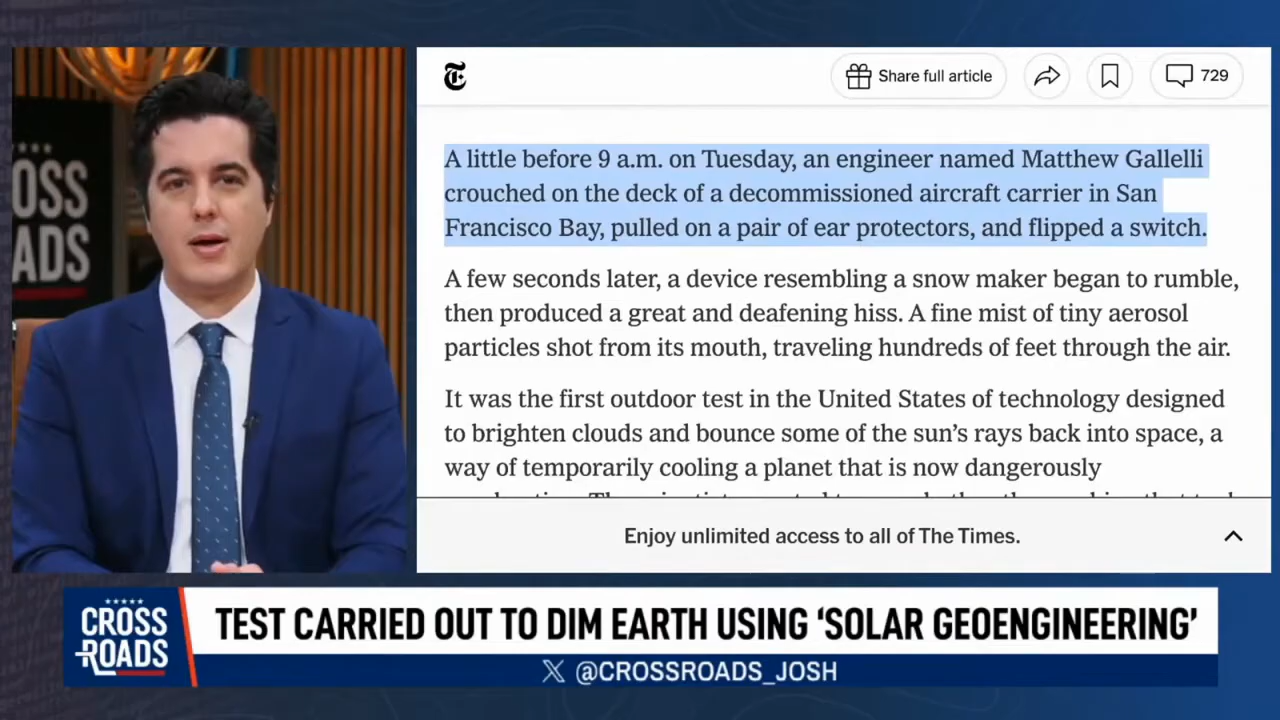 OSS
ADS
Share full article
729
A little before 9 a.m. on Tuesday, an engineer named Matthew Gallelli
crouched on the deck of a decommissioned aircraft carrier in San
Francisco Bay, pulled on a pair of ear protectors, and flipped a switch.
A few seconds later, a device resembling a snow maker began to rumble,
then produced a great and deafening hiss. A fine mist of tiny aerosol
particles shot from its mouth, traveling hundreds of feet through the air.
It was the first outdoor test in the United States of technology designed
to brighten clouds and bounce some of the sun’s rays back into space, a
way of temporarily cooling a planet that is now dangerously
Enjoy unlimited access to all of The Times.
CROSS
ROADS
TEST CARRIED OUT TO DIM EARTH USING ‘SOLAR GEOENGINEERING’
X @CROSSROADS_JOSH